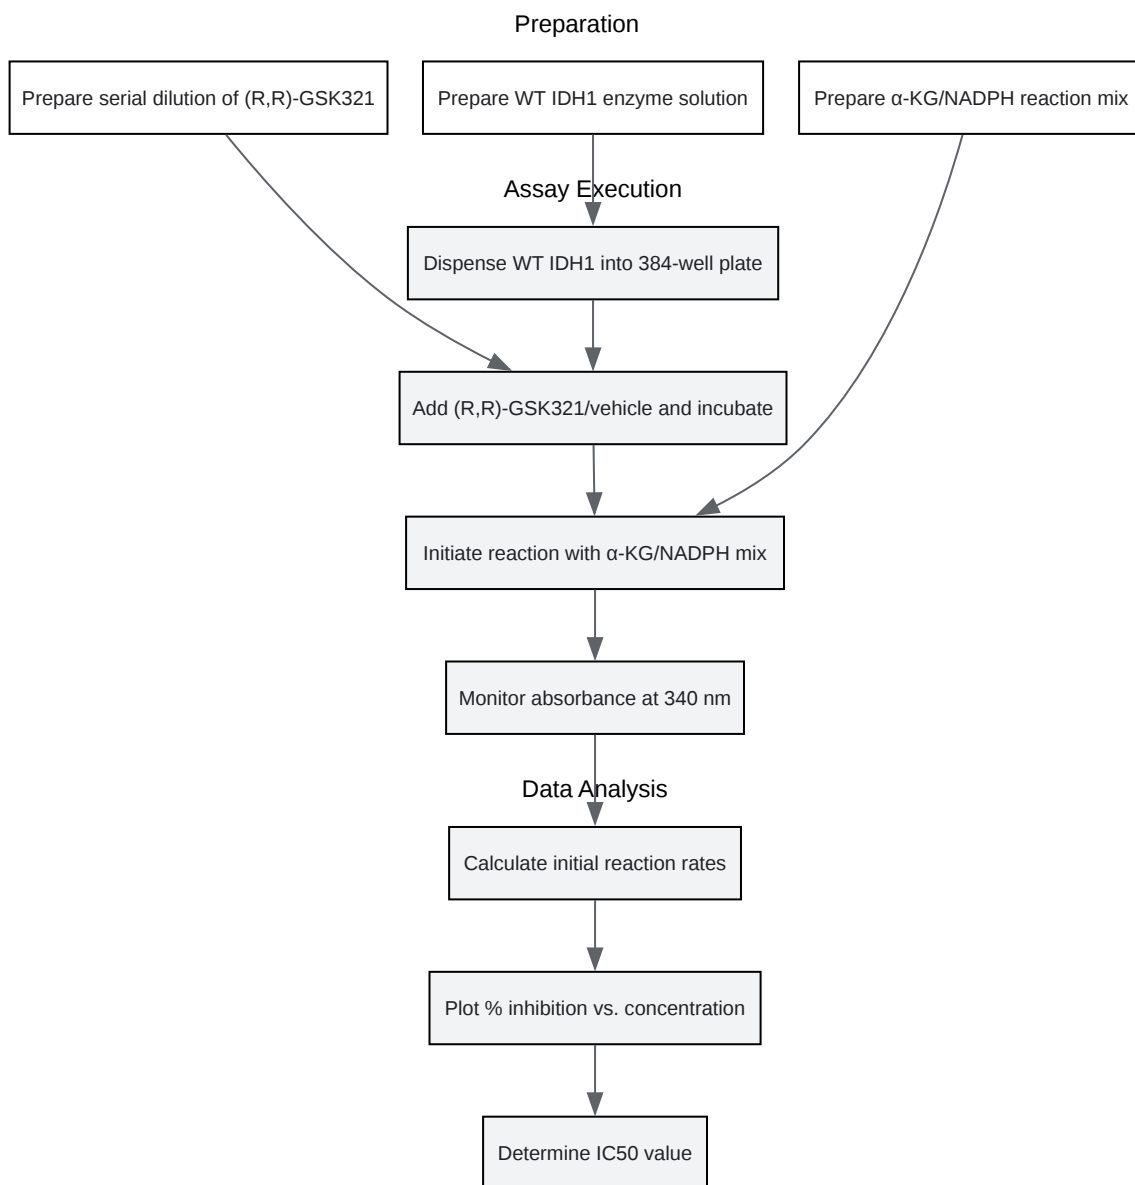 Preparation
Prepare serial dilution of (R,R)-GSK321
Prepare WT IDH1 enzyme solution
Prepare α-KG/NADPH reaction mix
Assay Execution
Dispense WT IDH1 into 384-well plate
Add (R,R)-GSK321/vehicle and incubate
Initiate reaction with α-KG/NADPH mix
Monitor absorbance at 340 nm
Data Analysis
Calculate initial reaction rates
Plot % inhibition vs. concentration
Determine IC50 value